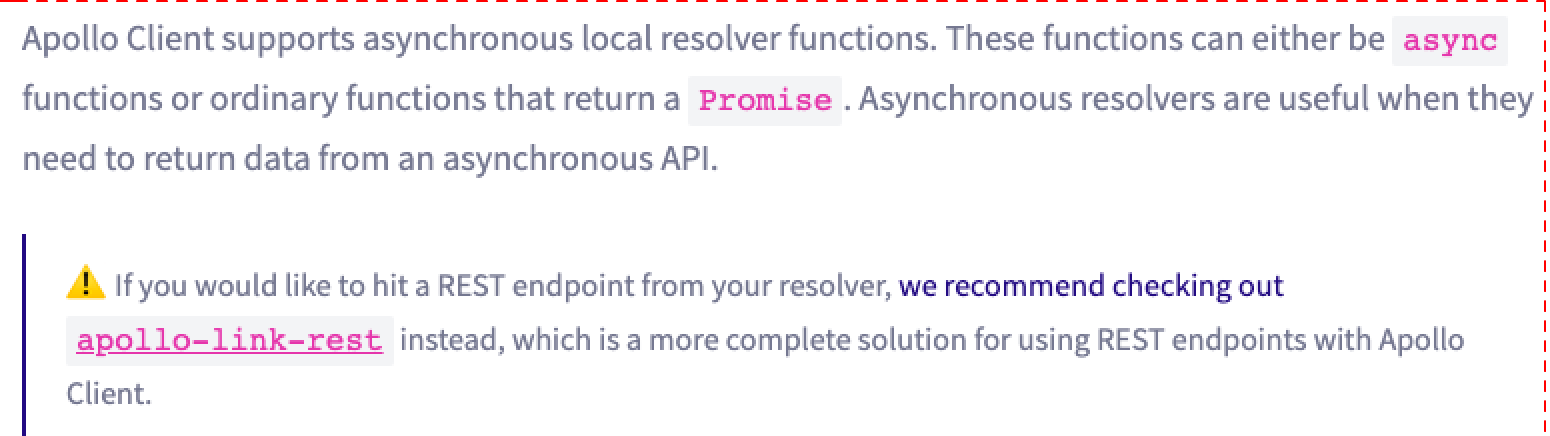 Apollo Client supports asynchronous local resolver functions. These functions can either be async
functions or ordinary functions that return a Promise. Asynchronous resolvers are useful when they
need to return data from an asynchronous API.
⚠️ If you would like to hit a REST endpoint from your resolver, we recommend checking out
apollo-link-rest instead, which is a more complete solution for using REST endpoints with Apollo
Client.